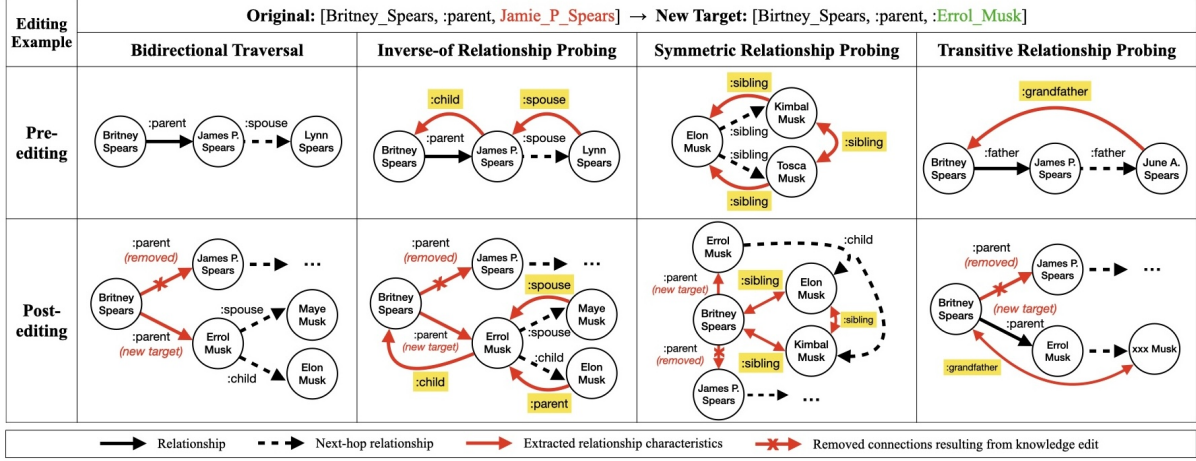 Editing Example
Original: [Britney_Spears, :parent, Jamie_P_Spears] → New Target: [Birtney_Spears, :parent, :Errol_Musk]
Bidirectional Traversal
Inverse-of Relationship Probing
Symmetric Relationship Probing
Transitive Relationship Probing
Pre-editing
Britney Spears
:parent
James P. Spears
:spouse
Lynn Spears
:child
:spouse
Britney Spears
:parent
James P. Spears
:spouse
Lynn Spears
:sibling
Kimbal Musk
Elon Musk
:sibling
:sibling
:sibling
Tosca Musk
:sibling
:grandfather
Britney Spears
:father
James P. Spears
:father
June A. Spears
Post-editing
:parent
(removed)
James P. Spears
...
Britney Spears
:spouse
Maye Musk
:parent
(new target)
Errol Musk
:child
Elon Musk
:parent
(removed)
James P. Spears
...
Britney Spears
:spouse
Maye Musk
:parent
(new target)
Errol Musk
:spouse
:child
:child
Elon Musk
:parent
Errol Musk
:child
:parent
(new target)
:sibling
Elon Musk
Britney Spears
:sibling
:parent
(removed)
:sibling
Kimbal Musk
James P. Spears
...
:parent
(removed)
James P. Spears
...
Britney Spears
(new target)
:parent
Errol Musk
xxx Musk
:grandfather
Relationship
Next-hop relationship
Extracted relationship characteristics
Removed connections resulting from knowledge edit